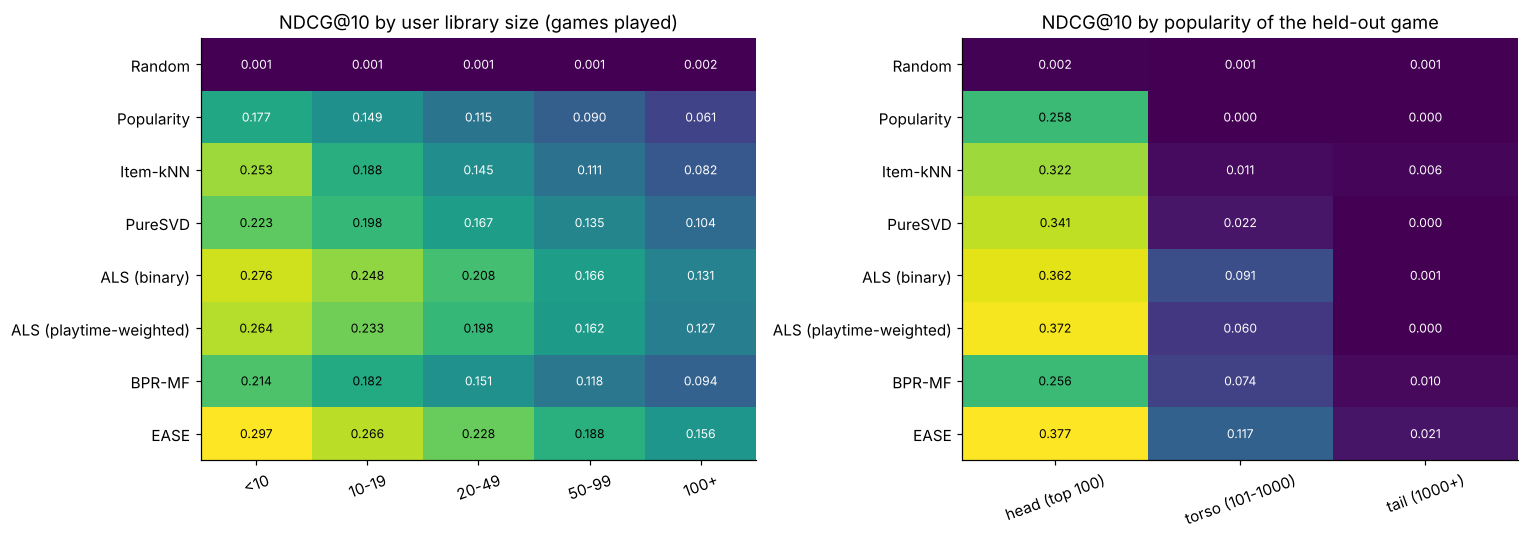 NDCG@10 by user library size (games played)
Random 0.001 0.001 0.001 0.001 0.002
Popularity 0.177 0.149 0.115 0.090 0.061
Item-kNN 0.253 0.188 0.145 0.111 0.082
PureSVD 0.223 0.198 0.167 0.135 0.104
ALS (binary) 0.276 0.248 0.208 0.166 0.131
ALS (playtime-weighted) 0.264 0.233 0.198 0.162 0.127
BPR-MF 0.214 0.182 0.151 0.118 0.094
EASE 0.297 0.266 0.228 0.188 0.156
<10 10–19 20–49 50–99 100+
NDCG@10 by popularity of the held-out game
Random 0.002 0.001 0.001
Popularity 0.258 0.000 0.000
Item-kNN 0.322 0.011 0.006
PureSVD 0.341 0.022 0.000
ALS (binary) 0.362 0.091 0.001
ALS (playtime-weighted) 0.372 0.060 0.000
BPR-MF 0.256 0.074 0.010
EASE 0.377 0.117 0.021
head (top 100) torso (101–1000) tail (1000+)